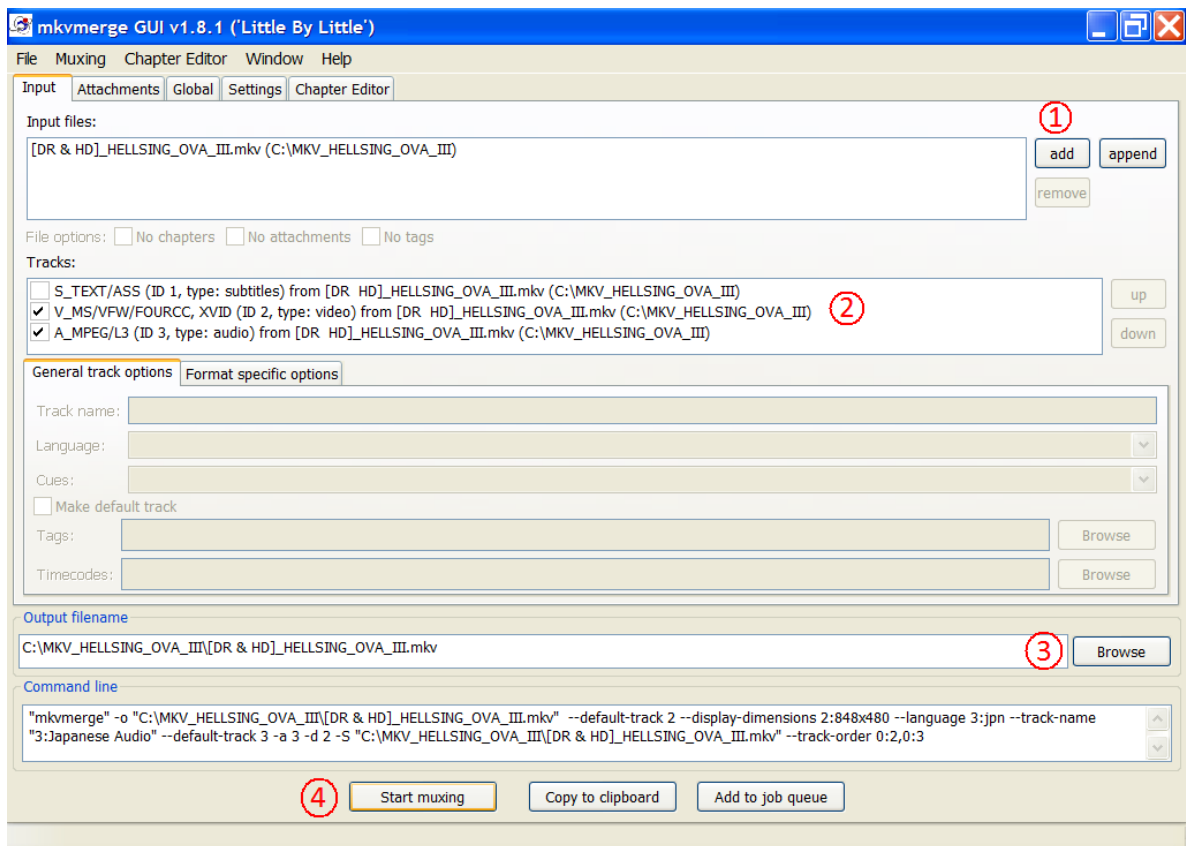 mkvmerge GUI v1.8.1 ('Little By Little')
File Muxing Chapter Editor Window Help
Input Attachments Global Settings Chapter Editor
Input files:
①
[DR & HD]_HELLSING_OVA_III.mkv (C:\MKV_HELLSING_OVA_III)
add append
remove
File options: No chapters No attachments No tags
Tracks:
S_TEXT/ASS (ID 1, type: subtitles) from [DR  HD]_HELLSING_OVA_III.mkv (C:\MKV_HELLSING_OVA_III)
V_MS/VFW/FOURCC, XVID (ID 2, type: video) from [DR  HD]_HELLSING_OVA_III.mkv (C:\MKV_HELLSING_OVA_III)
②
A_MPEG/L3 (ID 3, type: audio) from [DR  HD]_HELLSING_OVA_III.mkv (C:\MKV_HELLSING_OVA_III)
up
down
General track options Format specific options
Track name:
Language:
Cues:
Make default track
Tags: Browse
Timecodes: Browse
Output filename
C:\MKV_HELLSING_OVA_III\[DR & HD]_HELLSING_OVA_III.mkv ③ Browse
Command line
"mkvmerge" -o "C:\MKV_HELLSING_OVA_III\[DR & HD]_HELLSING_OVA_III.mkv"  --default-track 2 --display-dimensions 2:848x480 --language 3:jpn --track-name
"3:Japanese Audio" --default-track 3 -a 3 -d 2 -S "C:\MKV_HELLSING_OVA_III\[DR & HD]_HELLSING_OVA_III.mkv" --track-order 0:2,0:3
④ Start muxing Copy to clipboard Add to job queue